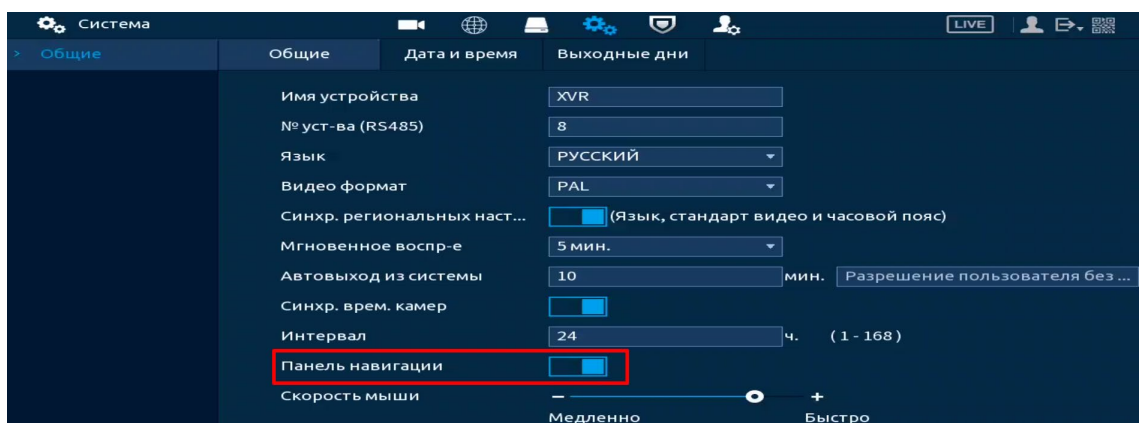 Система LIVE
> Общие Общие Дата и время Выходные дни
Имя устройства XVR
№ уст-ва (RS485) 8
Язык РУССКИЙ
Видео формат PAL
Синхр. региональных наст... (Язык, стандарт видео и часовой пояс)
Мгновенное воспр-е 5 мин.
Автовыход из системы 10 мин. Разрешение пользователя без ...
Синхр. врем. камер
Интервал 24 ч. (1 - 168)
Панель навигации
Скорость мыши − +
Медленно Быстро